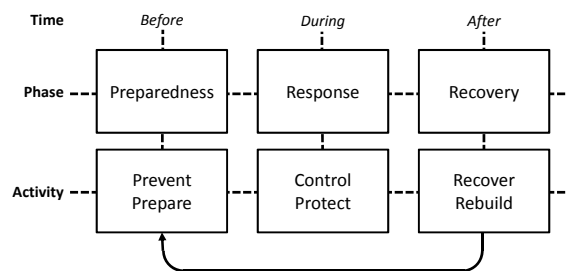 Time Before During After
Phase Preparedness Response Recovery
Activity
Prevent
Prepare
Control
Protect
Recover
Rebuild